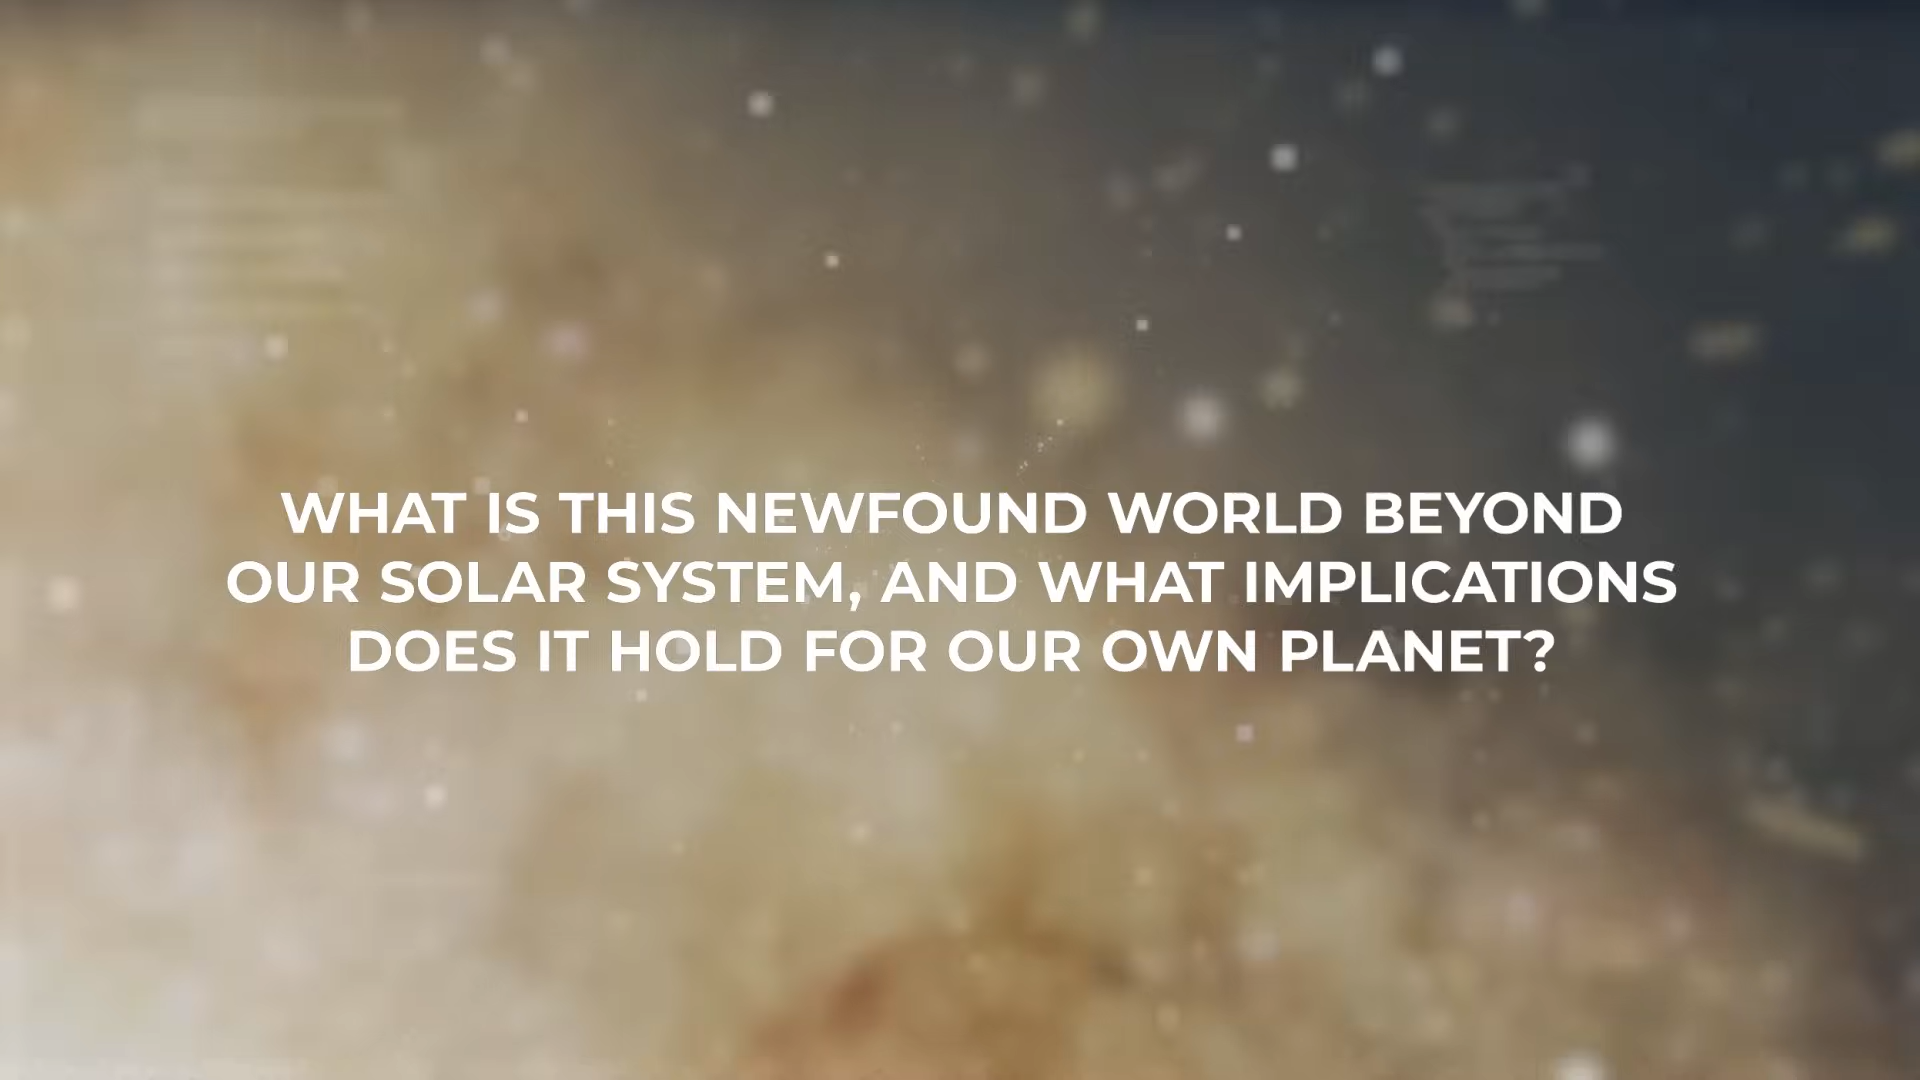 WHAT IS THIS NEWFOUND WORLD BEYOND
OUR SOLAR SYSTEM, AND WHAT IMPLICATIONS
DOES IT HOLD FOR OUR OWN PLANET?